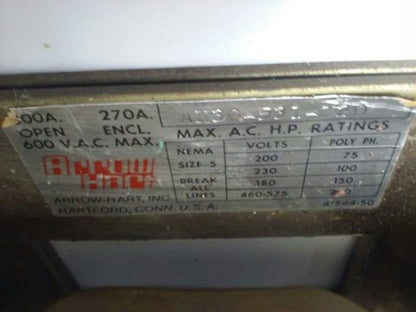 00A. 270A.
OPEN ENCL.
600 V.A.C. MAX.
MAX. A.C. H.P. RATINGS
NEMA VOLTS POLY PH.
SIZE 5 200 75
230 100
BREAK ALL LINES 380 150
460-575
ARROW HART
ARROW-HART, INC.
HARTFORD, CONN. U.S.A.
41544-50